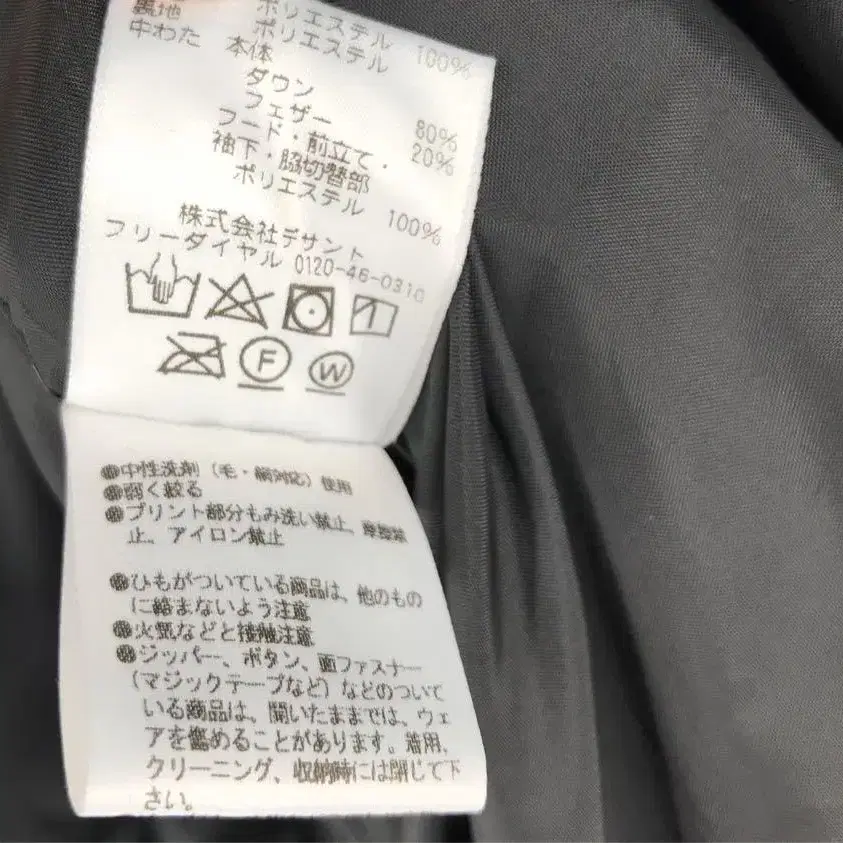 ポリエステル 100%
裏地 ポリエステル
中わた 本体
ダウン 80%
フェザー 20%
フード・前立て・
袖下・脇切替部
ポリエステル 100%
株式会社デサント
フリーダイヤル 0120-46-0310
1
F
W
●中性洗剤(毛・絹対応)使用
●弱く絞る
●プリント部分もみ洗い禁止、摩擦禁
止、アイロン禁止
●ひもがついている商品は、他のもの
に絡まないよう注意
●火気などと接触注意
●ジッパー、ボタン、面ファスナー
(マジックテープなど)などのついて
いる商品は、開いたままでは、ウェ
アを傷めることがあります。着用、
クリーニング、収納時には閉じて下
さい。